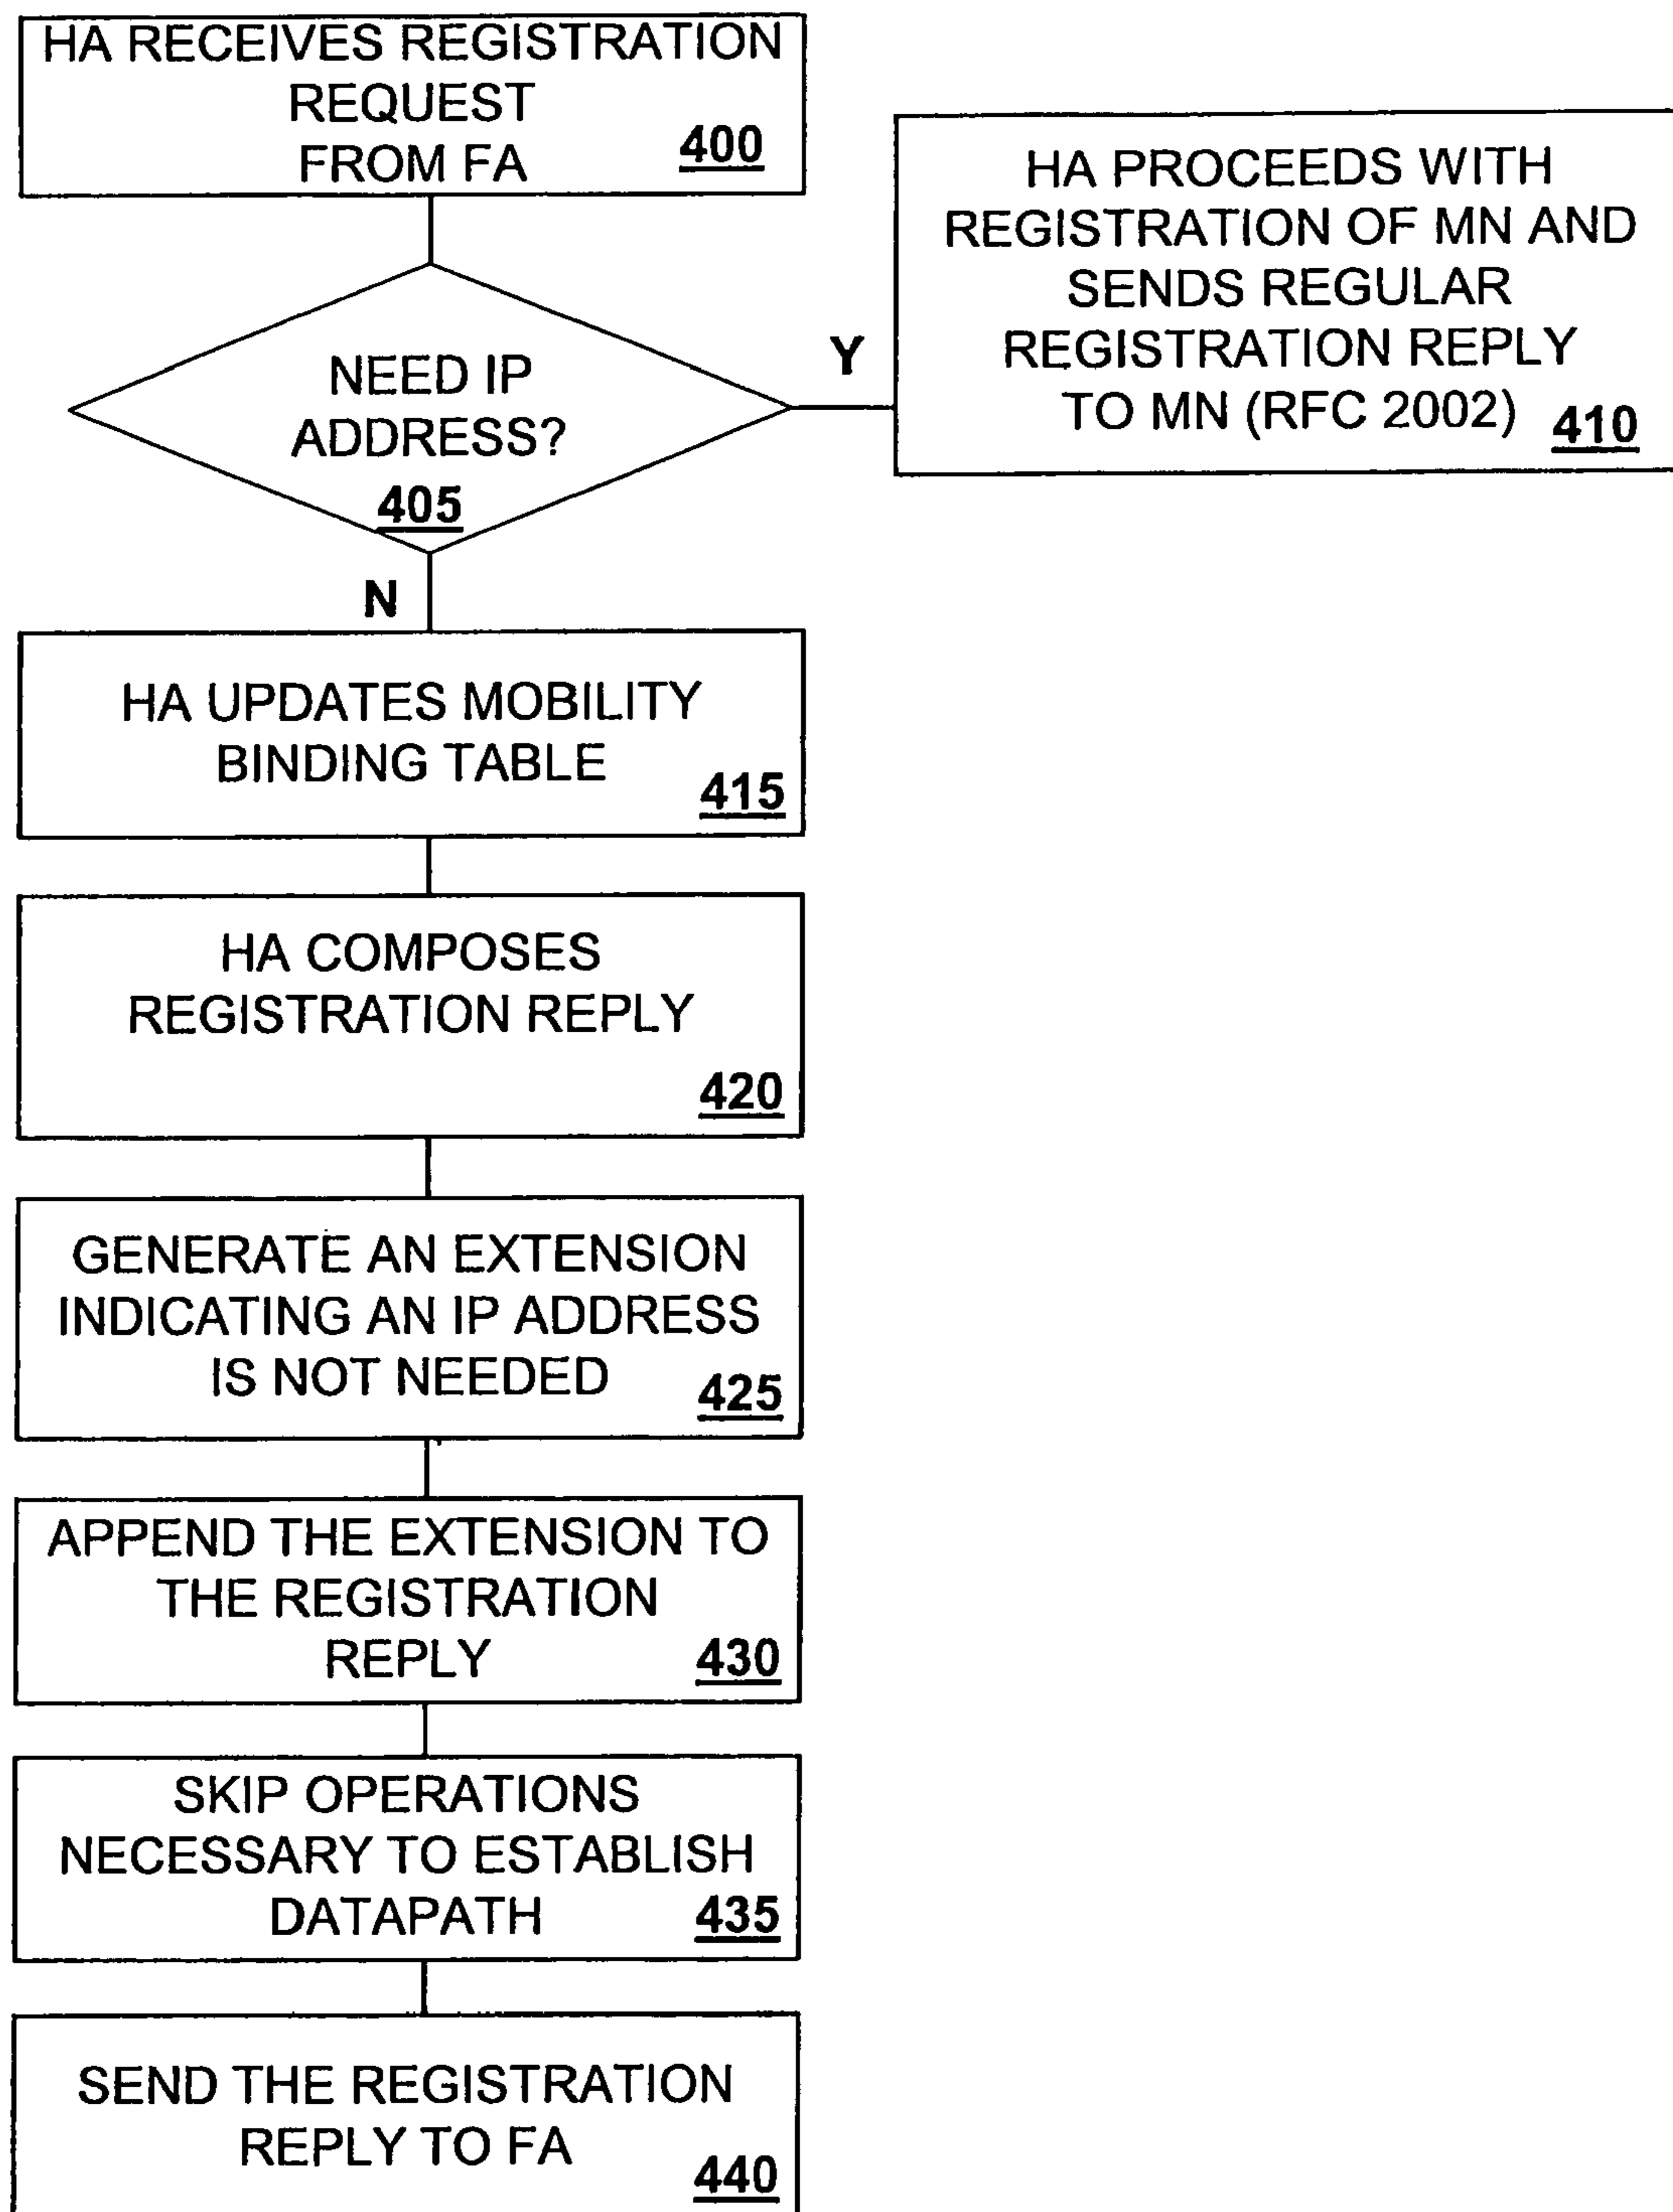 HA RECEIVES REGISTRATION
REQUEST
FROM FA
400
NEED IP
ADDRESS?
405
Y
HA PROCEEDS WITH
REGISTRATION OF MN AND
SENDS REGULAR
REGISTRATION REPLY
TO MN (RFC 2002)
410
N
HA UPDATES MOBILITY
BINDING TABLE
415
HA COMPOSES
REGISTRATION REPLY
420
GENERATE AN EXTENSION
INDICATING AN IP ADDRESS
IS NOT NEEDED
425
APPEND THE EXTENSION TO
THE REGISTRATION
REPLY
430
SKIP OPERATIONS
NECESSARY TO ESTABLISH
DATAPATH
435
SEND THE REGISTRATION
REPLY TO FA
440